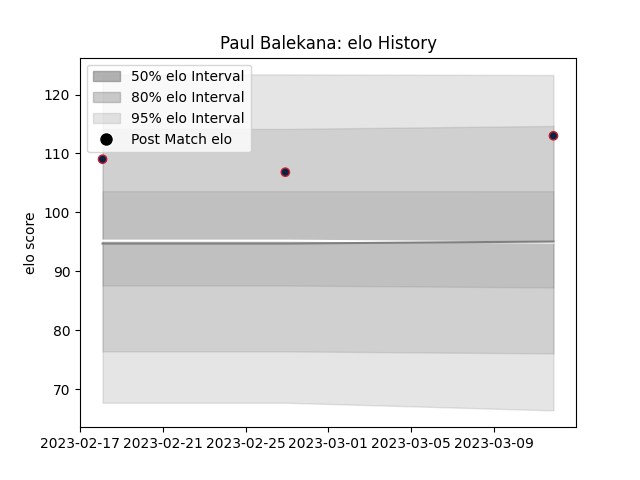 Paul Balekana: elo History
50% elo Interval
80% elo Interval
95% elo Interval
Post Match elo
elo score
120
110
100
90
80
70
2023-02-17 2023-02-21 2023-02-25 2023-03-01 2023-03-05 2023-03-09